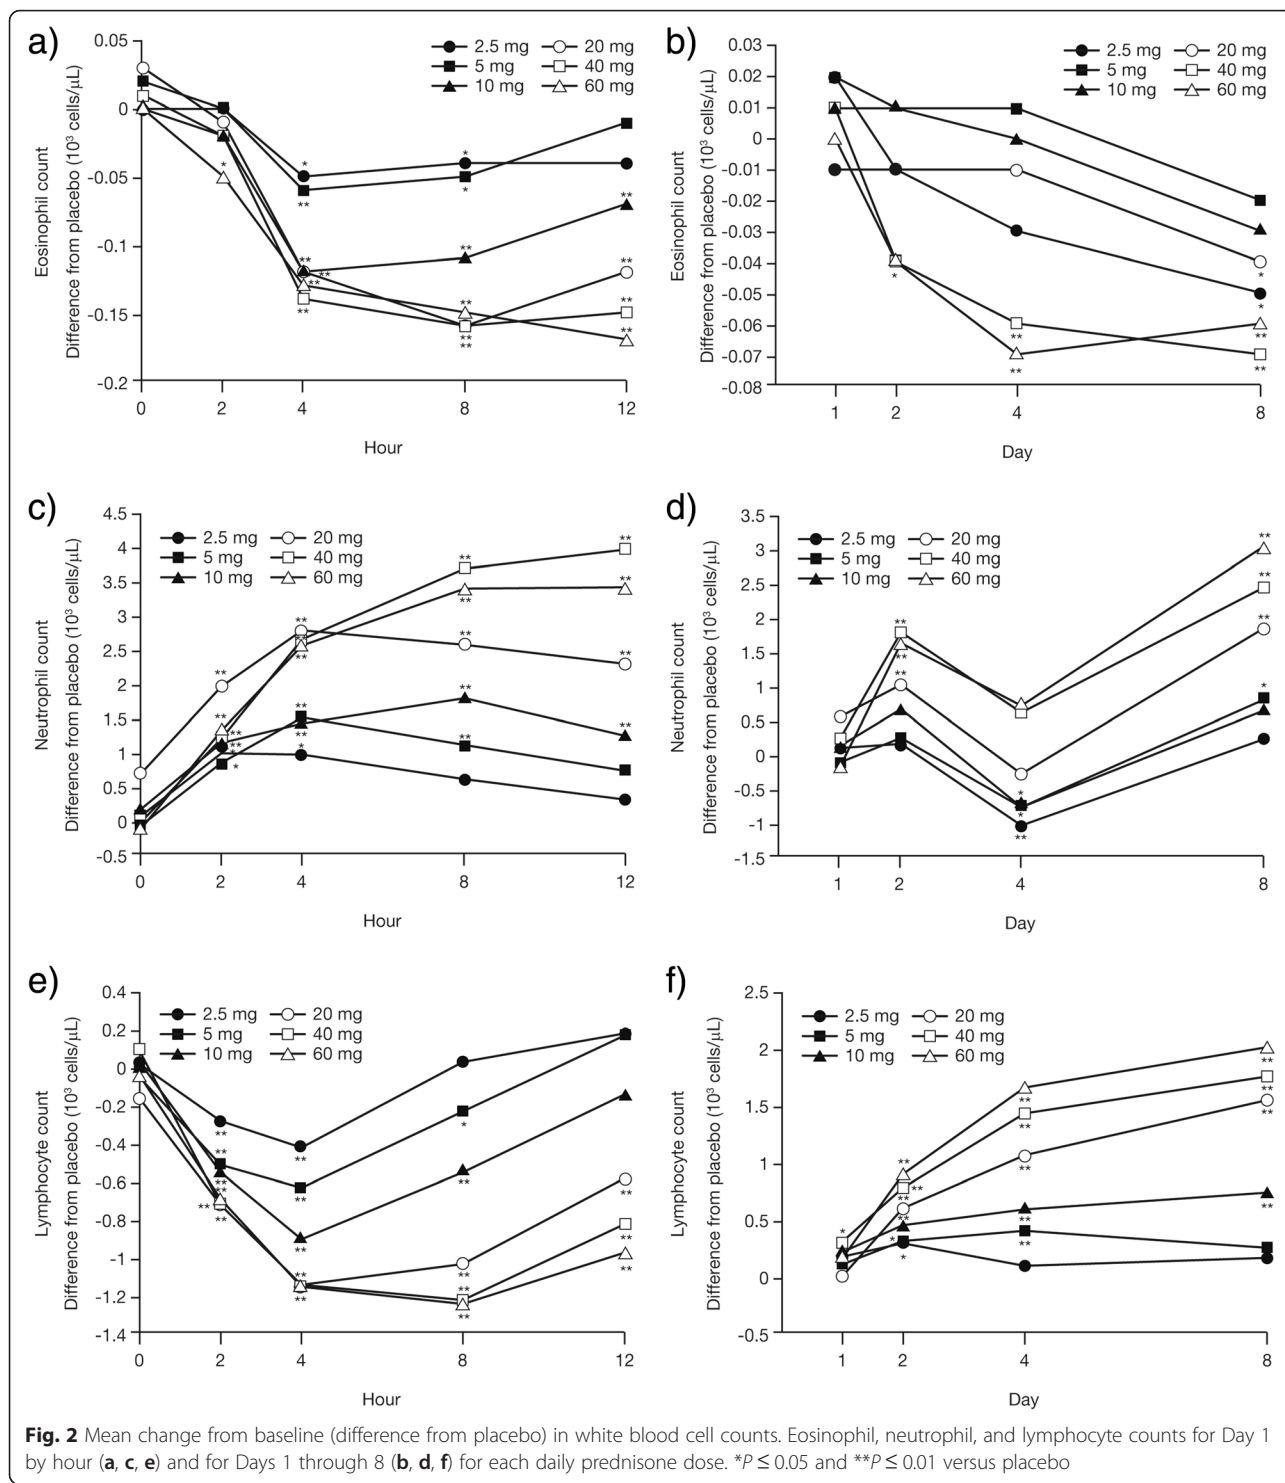 a)
0.05
0
-0.05
-0.1
-0.15
-0.2
Eosinophil count
Difference from placebo (10³ cells/μL)
2.5 mg 20 mg
5 mg 40 mg
10 mg 60 mg
* ** * * * ** ** ** ** ** ** ** ** ** ** ** **
0 2 4 8 12
Hour
b)
0.03
0.02
0.01
0
-0.01
-0.02
-0.03
-0.04
-0.05
-0.06
-0.07
-0.08
Eosinophil count
Difference from placebo (10³ cells/μL)
2.5 mg 20 mg
5 mg 40 mg
10 mg 60 mg
* ** ** * * ** **
1 2 4 8
Day
c)
4.5
4
3.5
3
2.5
2
1.5
1
0.5
0
-0.5
Neutrophil count
Difference from placebo (10³ cells/μL)
2.5 mg 20 mg
5 mg 40 mg
10 mg 60 mg
0 2 4 8 12
Hour
d)
3.5
3
2.5
2
1.5
1
0.5
0
-0.5
-1
-1.5
Neutrophil count
Difference from placebo (10³ cells/μL)
2.5 mg 20 mg
5 mg 40 mg
10 mg 60 mg
1 2 4 8
Day
e)
0.4
0.2
0
-0.2
-0.4
-0.6
-0.8
-1
-1.2
-1.4
Lymphocyte count
Difference from placebo (10³ cells/μL)
2.5 mg 20 mg
5 mg 40 mg
10 mg 60 mg
0 2 4 8 12
Hour
f)
2.5
2
1.5
1
0.5
0
-0.5
Lymphocyte count
Difference from placebo (10³ cells/μL)
2.5 mg 20 mg
5 mg 40 mg
10 mg 60 mg
1 2 4 8
Day
Fig. 2 Mean change from baseline (difference from placebo) in white blood cell counts. Eosinophil, neutrophil, and lymphocyte counts for Day 1
by hour (a, c, e) and for Days 1 through 8 (b, d, f) for each daily prednisone dose. *P ≤ 0.05 and **P ≤ 0.01 versus placebo